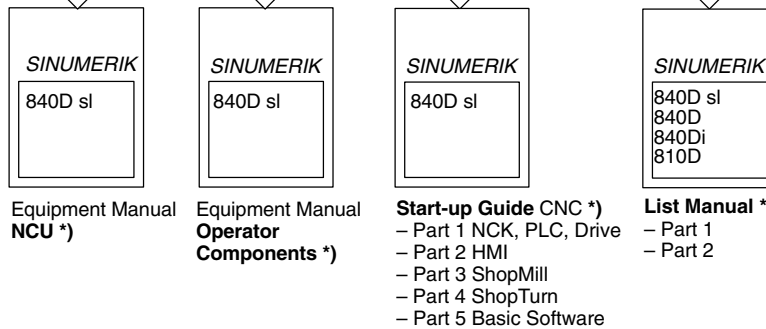 SINUMERIK
840D sl
Equipment Manual
NCU *)
SINUMERIK
840D sl
Equipment Manual
Operator
Components *)
SINUMERIK
840D sl
Start-up Guide CNC *)
– Part 1 NCK, PLC, Drive
– Part 2 HMI
– Part 3 ShopMill
– Part 4 ShopTurn
– Part 5 Basic Software
SINUMERIK
840D sl
840D
840Di
810D
List Manual *
– Part 1
– Part 2